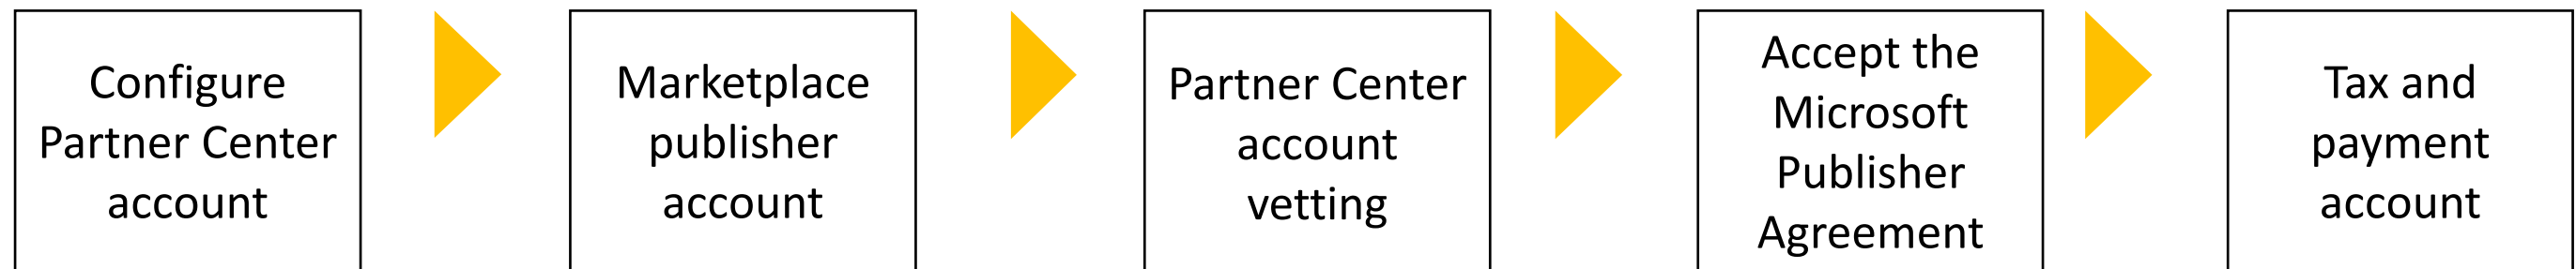 Configure
Partner Center
account
Marketplace
publisher
account
Partner Center
account
vetting
Accept the
Microsoft
Publisher
Agreement
Tax and
payment
account